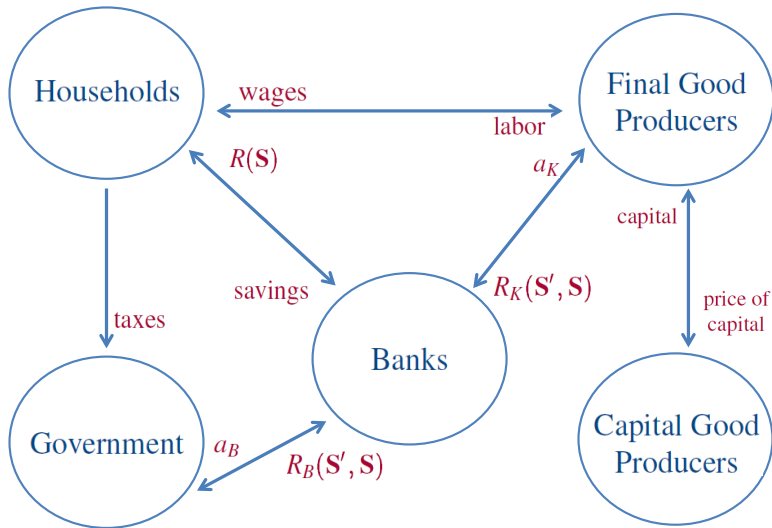 Households
wages
labor
Final Good
Producers
R(S)
a_K
capital
savings
R_K(S′, S)
price of
capital
taxes
Banks
Government
a_B
R_B(S′, S)
Capital Good
Producers